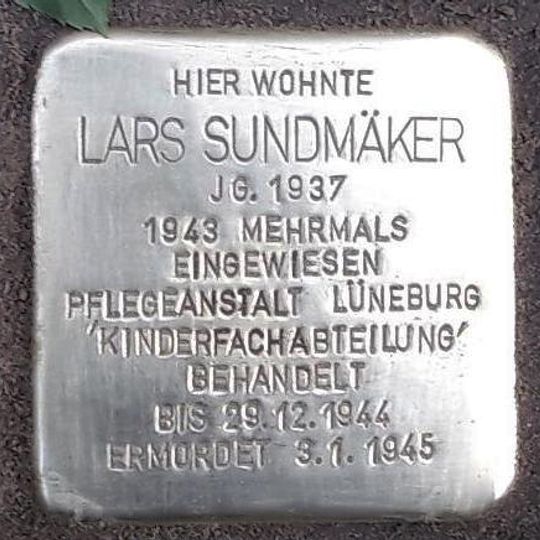 HIER WOHNTE
LARS SUNDMÄKER
JG. 1937
1943 MEHRMALS
EINGEWIESEN
PFLEGEANSTALT LÜNEBURG
'KINDERFACHABTEILUNG'
BEHANDELT
BIS 29.12.1944
ERMORDET 3.1.1945